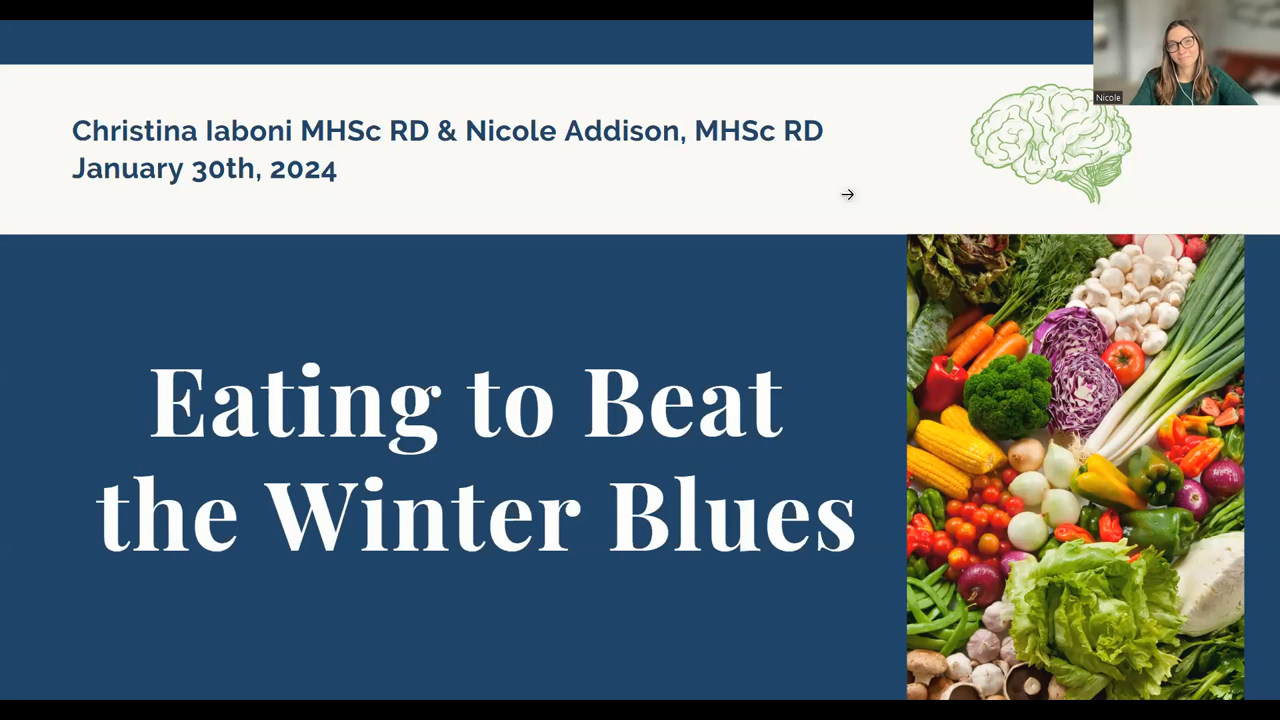 Christina Iaboni MHSc RD & Nicole Addison, MHSc RD
January 30th, 2024
Nicole
Eating to Beat
the Winter Blues